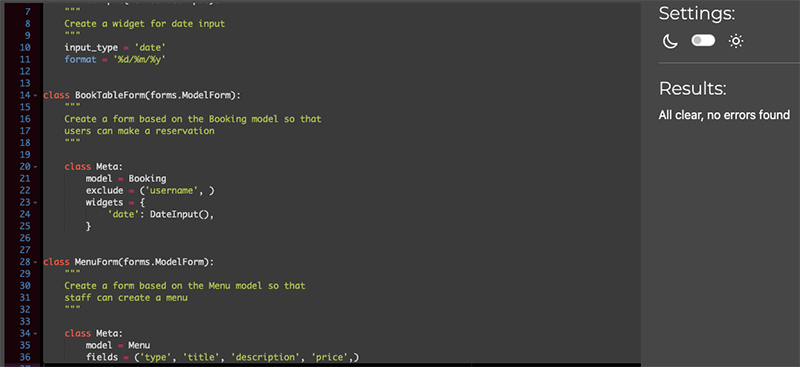 7 """
8 Create a widget for date input
9 """
10 input_type = 'date'
11 format = '%d/%m/%y'
12
13
14 class BookTableForm(forms.ModelForm):
15 """
16 Create a form based on the Booking model so that
17 users can make a reservation
18 """
19
20 class Meta:
21 model = Booking
22 exclude = ('username', )
23 widgets = {
24 'date': DateInput(),
25 }
26
27
28 class MenuForm(forms.ModelForm):
29 """
30 Create a form based on the Menu model so that
31 staff can create a menu
32 """
33
34 class Meta:
35 model = Menu
36 fields = ('type', 'title', 'description', 'price',)
Settings:
Results:
All clear, no errors found